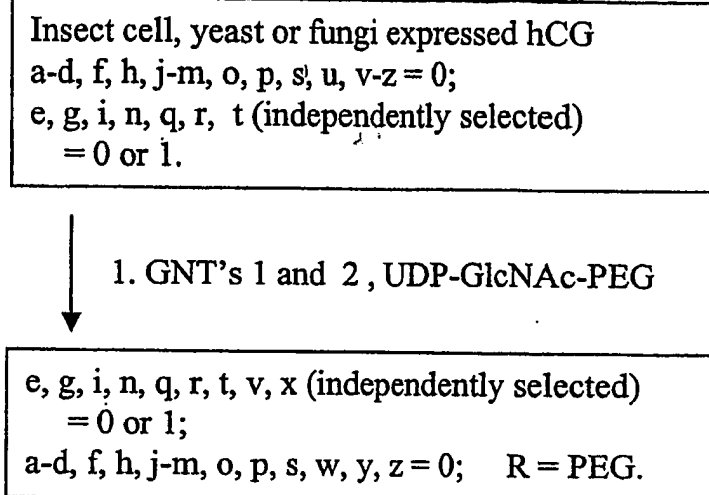 Insect cell, yeast or fungi expressed hCG
a-d, f, h, j-m, o, p, s, u, v-z = 0;
e, g, i, n, q, r, t (independently selected)
= 0 or 1.
1. GNT's 1 and 2 , UDP-GlcNAc-PEG
e, g, i, n, q, r, t, v, x (independently selected)
= 0 or 1;
a-d, f, h, j-m, o, p, s, w, y, z = 0; R = PEG.